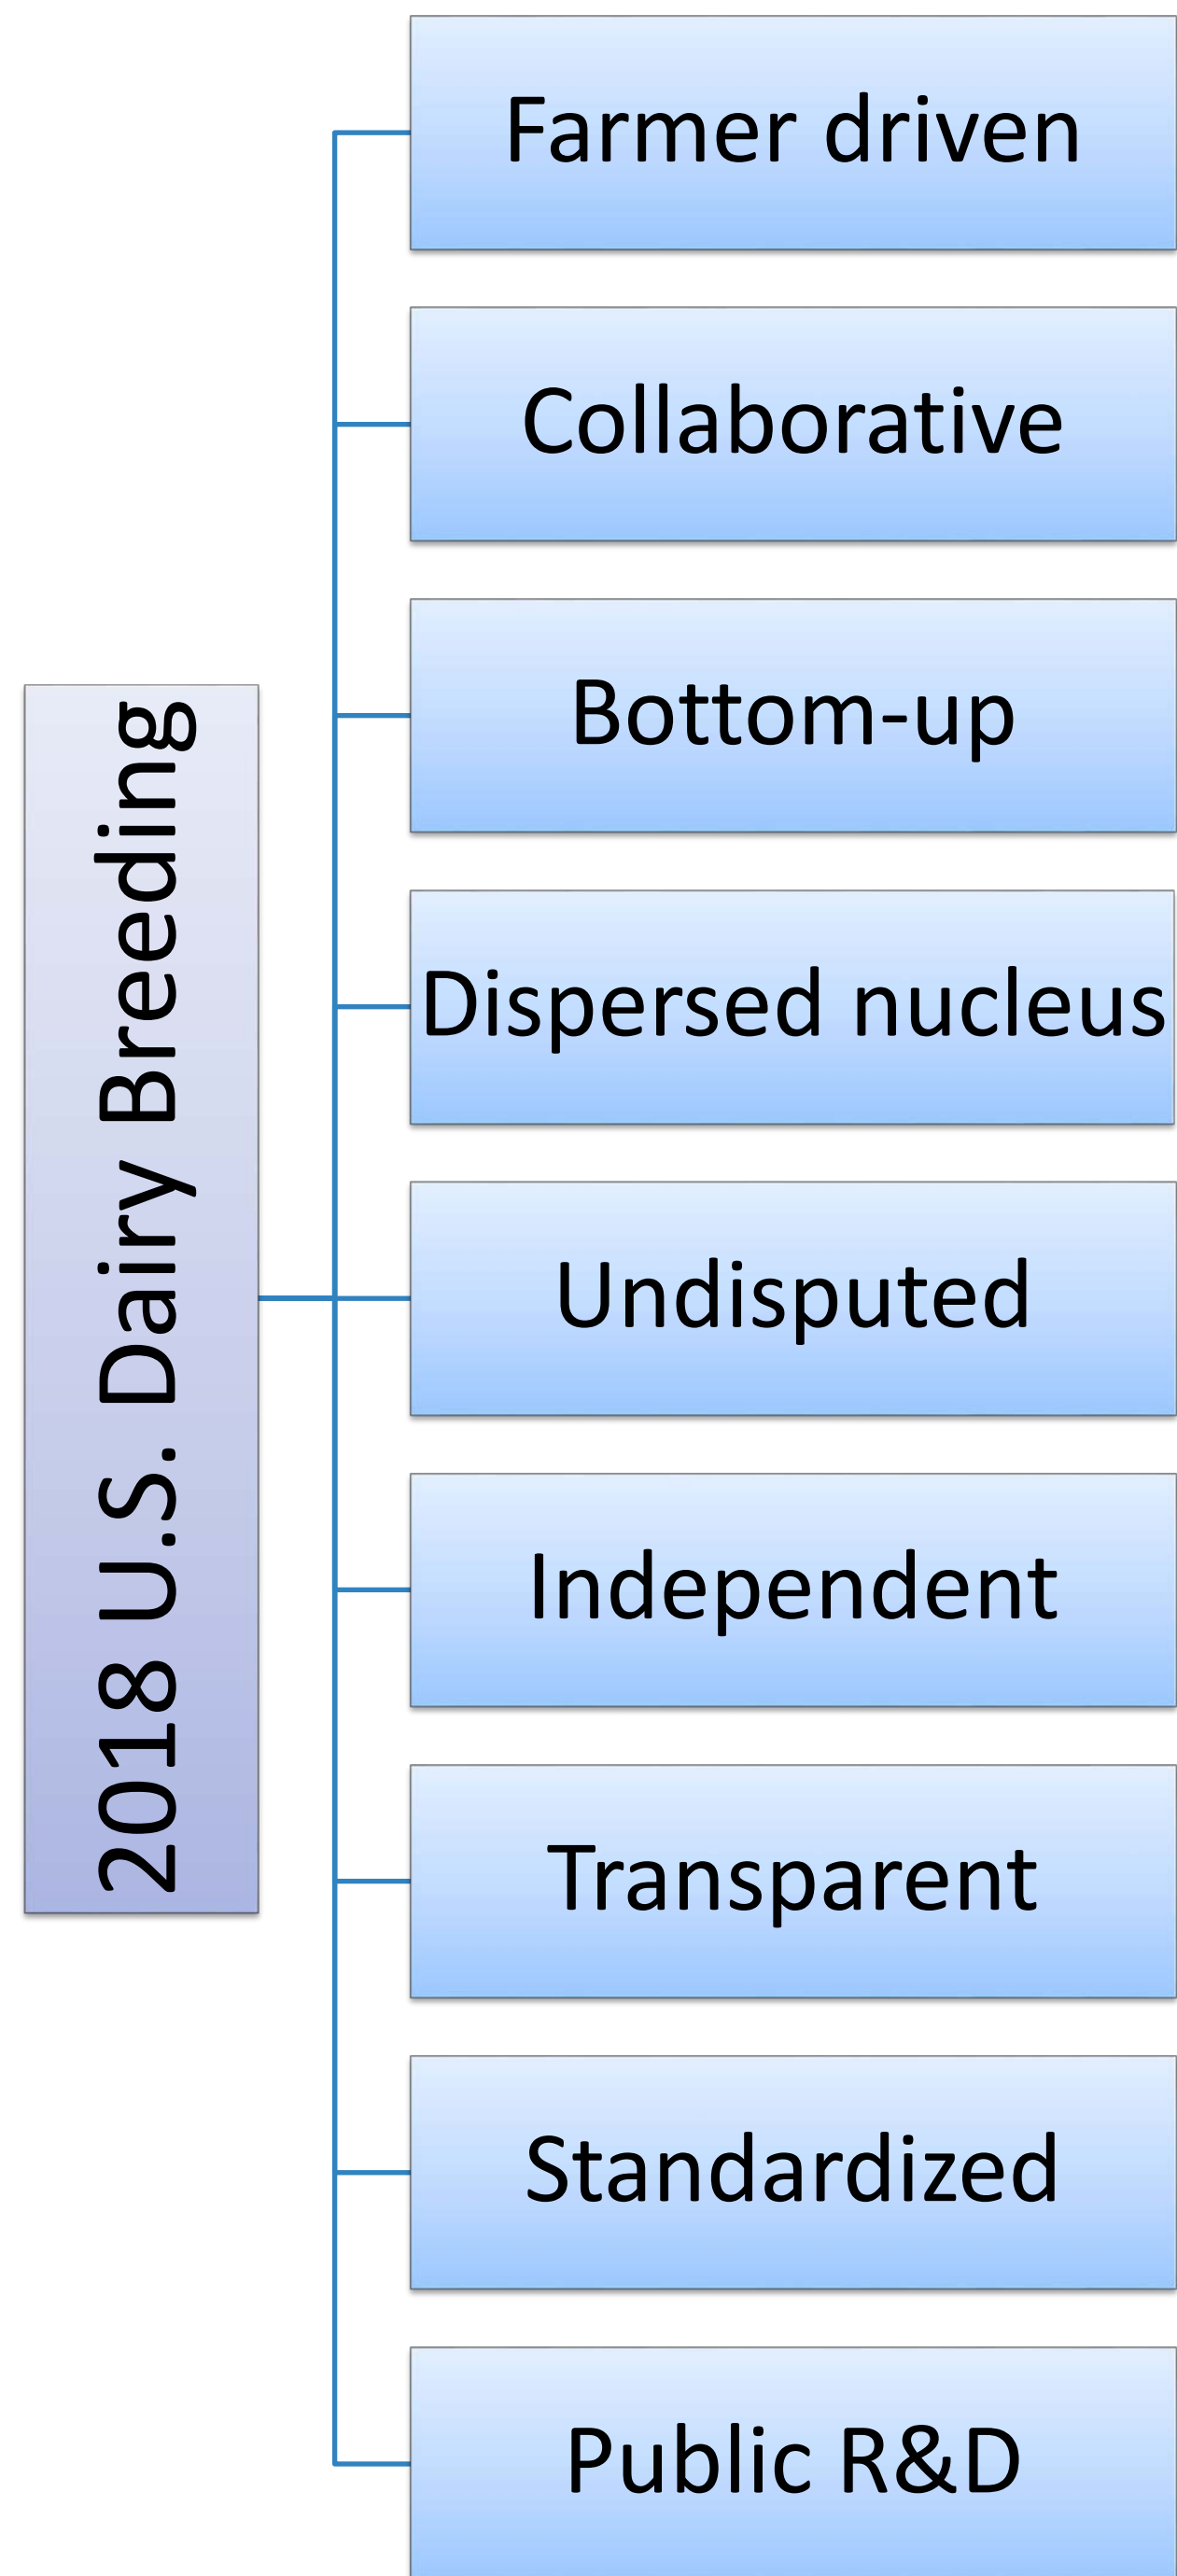 2018 U.S. Dairy Breeding
Farmer driven
Collaborative
Bottom-up
Dispersed nucleus
Undisputed
Independent
Transparent
Standardized
Public R&D